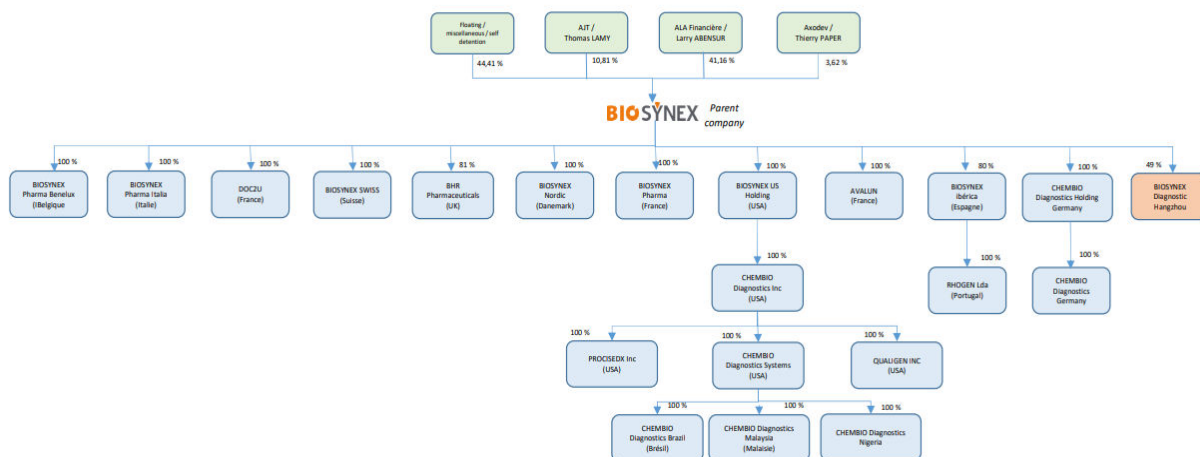 Floating /
miscellaneous / self
detention
AJT /
Thomas LAMY
ALA Financière /
Larry ABENSUR
Axodev /
Thierry PAPER
44,41 %
10,81 %
41,16 %
3,62 %
BIOSYNEX
Parent
company
100 %
100 %
100 %
100 %
81 %
100 %
100 %
100 %
100 %
80 %
100 %
49 %
BIOSYNEX
Pharma Benelux
(IBelgique
BIOSYNEX
Pharma Italia
(Italie)
DOC2U
(France)
BIOSYNEX SWISS
(Suisse)
BHR
Pharmaceuticals
(UK)
BIOSYNEX
Nordic
(Danemark)
BIOSYNEX
Pharma
(France)
BIOSYNEX US
Holding
(USA)
AVALUN
(France)
BIOSYNEX
ibérica
(Espagne)
CHEMBIO
Diagnostics Holding
Germany
BIOSYNEX
Diagnostic
Hangzhou
100 %
100 %
100 %
CHEMBIO
Diagnostics Inc
(USA)
RHOGEN Lda
(Portugal)
CHEMBIO
Diagnostics
Germany
100 %
100 %
100 %
PROCISEDX Inc
(USA)
CHEMBIO
Diagnostics Systems
(USA)
QUALIGEN INC
(USA)
100 %
100 %
100 %
CHEMBIO
Diagnostics Brazil
(Brésil)
CHEMBIO Diagnostics
Malaysia
(Malaisie)
CHEMBIO Diagnostics
Nigeria